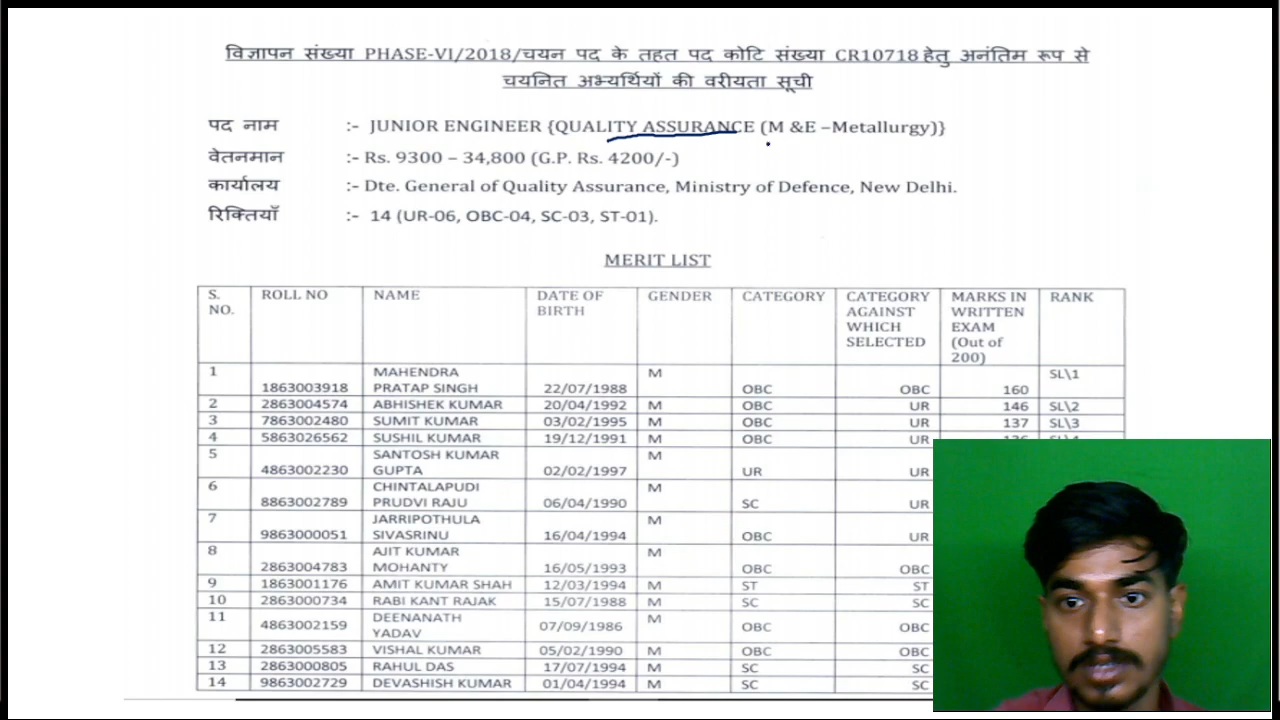 विज्ञापन संख्या PHASE-VI/2018/चयन पद के तहत पद कोटि संख्या CR10718 हेतु अनंतिम रूप से
चयनित अभ्यर्थियों की वरीयता सूची
पद नाम :- JUNIOR ENGINEER {QUALITY ASSURANCE (M &E –Metallurgy)}
वेतनमान :- Rs. 9300 – 34,800 (G.P. Rs. 4200/-)
कार्यालय :- Dte. General of Quality Assurance, Ministry of Defence, New Delhi.
रिक्तियाँ :- 14 (UR-06, OBC-04, SC-03, ST-01).
MERIT LIST
S. NO. ROLL NO NAME DATE OF BIRTH GENDER CATEGORY CATEGORY AGAINST WHICH SELECTED MARKS IN WRITTEN EXAM (Out of 200) RANK
1 1863003918 MAHENDRA PRATAP SINGH 22/07/1988 M OBC OBC 160 SL\1
2 2863004574 ABHISHEK KUMAR 20/04/1992 M OBC UR 146 SL\2
3 7863002480 SUMIT KUMAR 03/02/1995 M OBC UR 137 SL\3
4 5863026562 SUSHIL KUMAR 19/12/1991 M OBC UR
5 4863002230 SANTOSH KUMAR GUPTA 02/02/1997 M UR UR
6 8863002789 CHINTALAPUDI PRUDVI RAJU 06/04/1990 M SC UR
7 9863000051 JARRIPOTHULA SIVASRINU 16/04/1994 M OBC UR
8 2863004783 AJIT KUMAR MOHANTY 16/05/1993 M OBC OBC
9 1863001176 AMIT KUMAR SHAH 12/03/1994 M ST ST
10 2863000734 RABI KANT RAJAK 15/07/1988 M SC SC
11 4863002159 DEENANATH YADAV 07/09/1986 M OBC OBC
12 2863005583 VISHAL KUMAR 05/02/1990 M OBC OBC
13 2863000805 RAHUL DAS 17/07/1994 M SC SC
14 9863002729 DEVASHISH KUMAR 01/04/1994 M SC SC